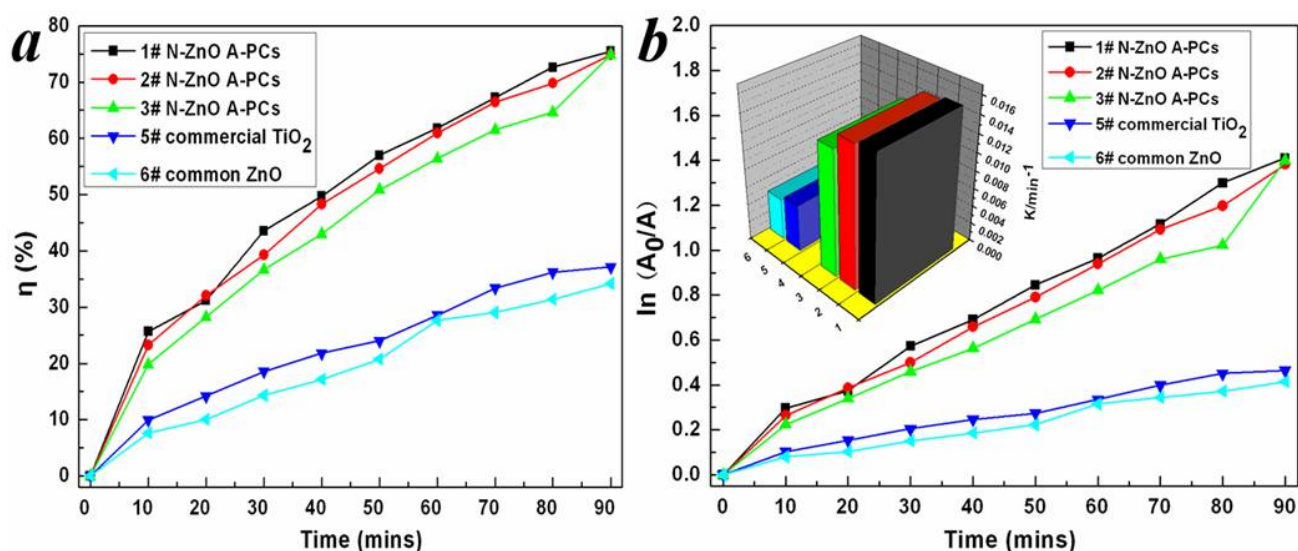 a
1# N-ZnO A-PCs
2# N-ZnO A-PCs
3# N-ZnO A-PCs
5# commercial TiO2
6# common ZnO
80
70
60
50
40
30
20
10
0
η (%)
0 10 20 30 40 50 60 70 80 90
Time (mins)
b
1# N-ZnO A-PCs
2# N-ZnO A-PCs
3# N-ZnO A-PCs
5# commercial TiO2
6# common ZnO
2.0
1.8
1.6
1.4
1.2
1.0
0.8
0.6
0.4
0.2
0.0
ln (A0/A)
0.016
0.014
0.012
0.010
0.008
0.006
0.004
0.002
0.000
K/min-1
6 5 4 3 2 1
0 10 20 30 40 50 60 70 80 90
Time (mins)